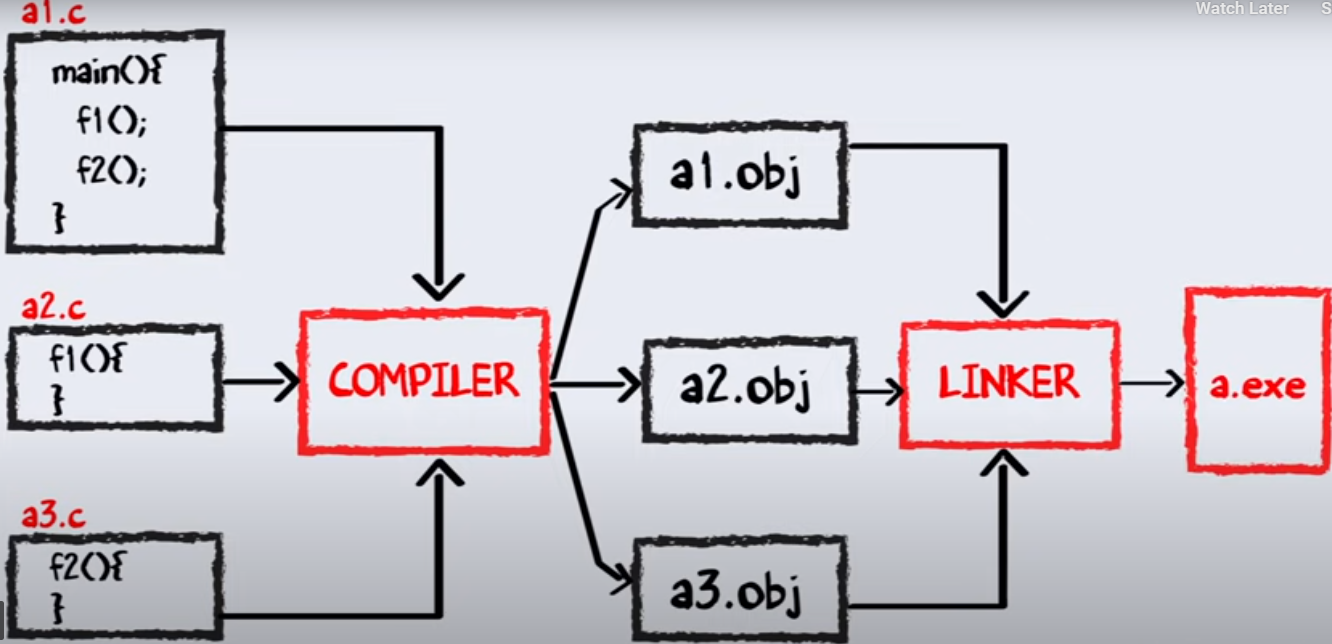 Watch Later
a1.c
main(){
f1();
f2();
}
a2.c
f1(){
}
a3.c
f2(){
}
COMPILER
a1.obj
a2.obj
a3.obj
LINKER
a.exe